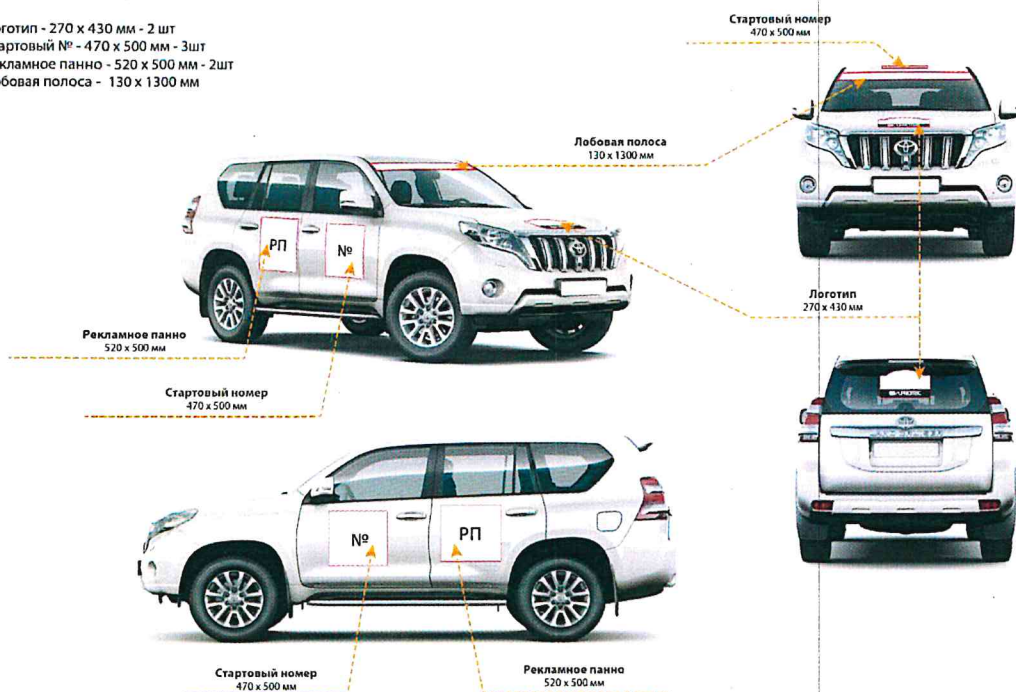 оготип - 270 x 430 мм - 2 шт
артовый № - 470 x 500 мм - 3шт
кламное панно - 520 x 500 мм - 2шт
обовая полоса - 130 x 1300 мм
Стартовый номер
470 x 500 мм
Лобовая полоса
130 x 1300 мм
РП
№
Логотип
270 x 430 мм
Рекламное панно
520 x 500 мм
Стартовый номер
470 x 500 мм
№
РП
Стартовый номер
470 x 500 мм
Рекламное панно
520 x 500 мм